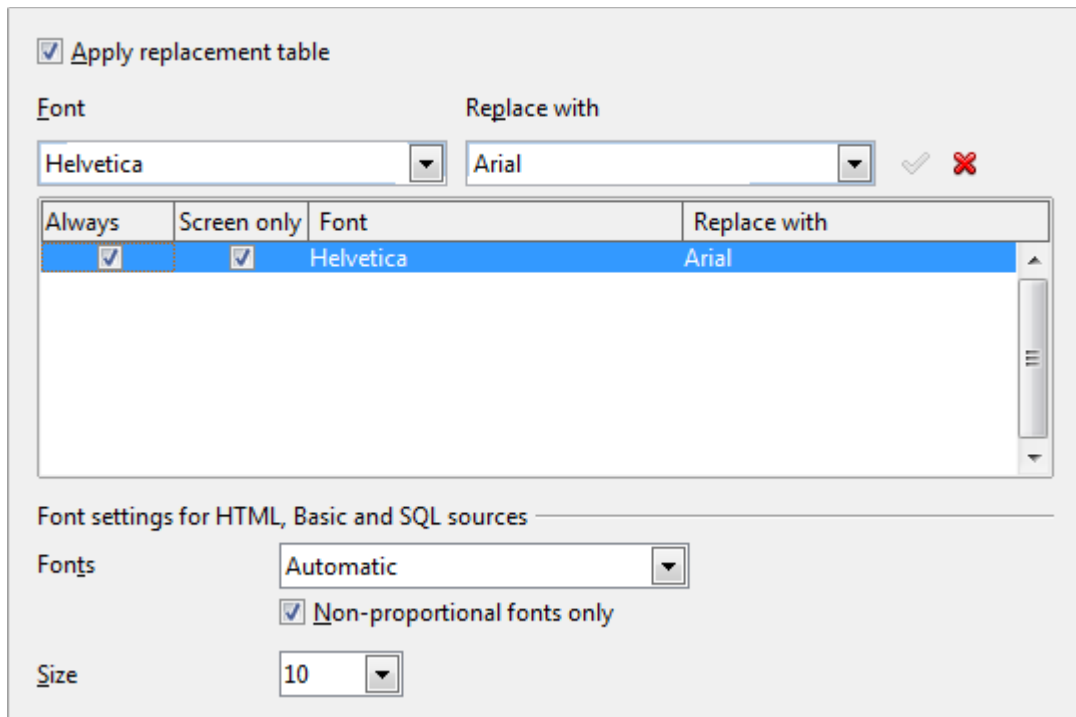 Apply replacement table
Font Replace with
Helvetica Arial
Always Screen only Font Replace with
Helvetica Arial
Font settings for HTML, Basic and SQL sources
Fonts Automatic
Non-proportional fonts only
Size 10